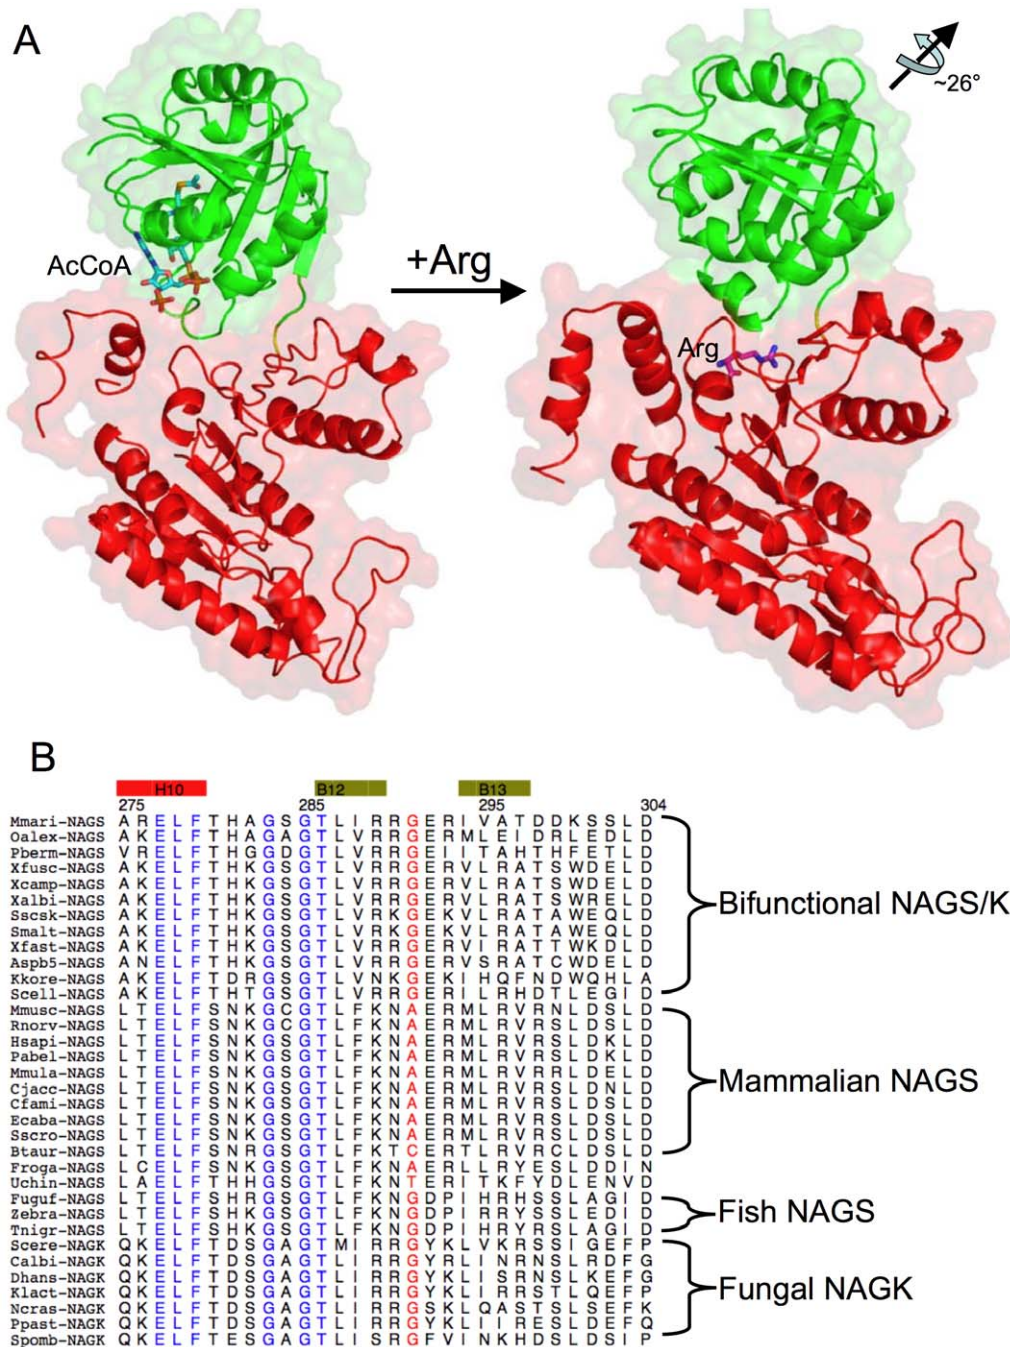 A
~26°
AcCoA
+Arg
Arg
B
H10 B12 B13
275 285 295 304
Mmari-NAGS A R E L F T H A G S G T L I R R G E R I V A T D D K S S L D
Oalex-NAGS A K E L F T H A G A G T L V R R G E R M L E I D R L E D L D
Pberm-NAGS V R E L F T H G G D G T L V R R G E I I T A H T H F E T L D
Xfusc-NAGS A K E L F T H K G S G T L V R R G E R V L R A T S W D E L D
Xcamp-NAGS A K E L F T H K G S G T L V R R G E R V L R A T S W D E L D
Xalbi-NAGS A K E L F T H K G S G T L V R R G E R V L R A T S W R E L D
Sscsk-NAGS A K E L F T H K G S G T L V R K G E K V L R A T A W E Q L D
Smalt-NAGS A K E L F T H K G S G T L V R K G E K V L R A T A W E Q L D
Xfast-NAGS A K E L F T H K G S G T L V R R G E R V I R A T T W K D L D
Aspb5-NAGS A N E L F T H K G S G T L V R R G E R V S R A T C W D E L D
Kkore-NAGS A K E L F T D R G S G T L V N K G E K I H Q F N D W Q H L A
Scell-NAGS A K E L F T H T G S G T L V R R G E R I L R H D T L E G I D
Bifunctional NAGS/K
Mmusc-NAGS L T E L F S N K G C G T L F K N A E R M L R V R N L D S L D
Rnorv-NAGS L T E L F S N K G C G T L F K N A E R M L R V R S L D S L D
Hsapi-NAGS L T E L F S N K G S G T L F K N A E R M L R V R S L D K L D
Pabel-NAGS L T E L F S N K G S G T L F K N A E R M L R V R S L D K L D
Mmula-NAGS L T E L F S N K G S G T L F K N A E R M L R V R R L D S L D
Cjacc-NAGS L T E L F S N K G S G T L F K N A E R M L R V R S L D N L D
Cfami-NAGS L T E L F S N K G S G T L F K N A E R M L R V R S L D S L D
Ecaba-NAGS L T E L F S N K G S G T L F K N A E R M L R V R S L D S L D
Sscro-NAGS L T E L F S N K G S G T L F K N A E R M L R V R S L D S L D
Btaur-NAGS L T E L F S N R G S G T L F K T C E R T L R V R C L D S L D
Mammalian NAGS
Froga-NAGS L C E L F S N K G S G T L F K N A E R L L R Y E S L D D I N
Uchin-NAGS L A E L F T H H G S G T L F K N T E R I T K F Y D L E N V D
Fuguf-NAGS L T E L F S H R G S G T L F K N G D P I H R H S S L A G I D
Zebra-NAGS L T E L F S H K G S G T L F K N G D P I H R Y S S L E D I D
Tnigr-NAGS L T E L F S H K G S G T L F K N G D P I H R Y R S L A G I D
Fish NAGS
Scere-NAGK Q K E L F T D S G A G T M I R R G Y K L V K R S S I G E F P
Calbi-NAGK Q K E L F T D S G A G T L I R R G Y R L I N R N S L R D F G
Dhans-NAGK Q K E L F T D S G A G T L I R R G Y K L I S R N S L K E F G
Klact-NAGK Q K E L F T D S G A G T L I R R G Y K L I R R S T L Q E F P
Ncras-NAGK Q K E L F T D S G A G T L I R R G S K L Q A S T S L S E F K
Ppast-NAGK Q K E L F T D S G A G T L I R R G Y K L I I R E S L D E F Q
Spomb-NAGK Q K E L F T E S G A G T L I S R G F V I N K H D S L D S I P
Fungal NAGK